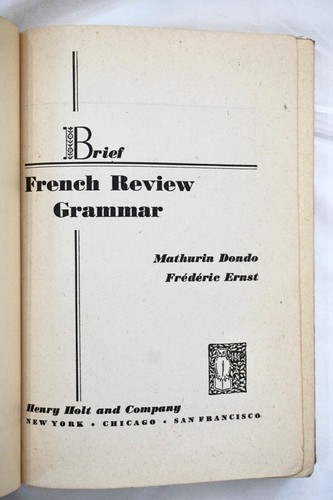 Brief
French Review
Grammar
Mathurin Dondo
Frédéric Ernst
Henry Holt and Company
NEW YORK • CHICAGO • SAN FRANCISCO